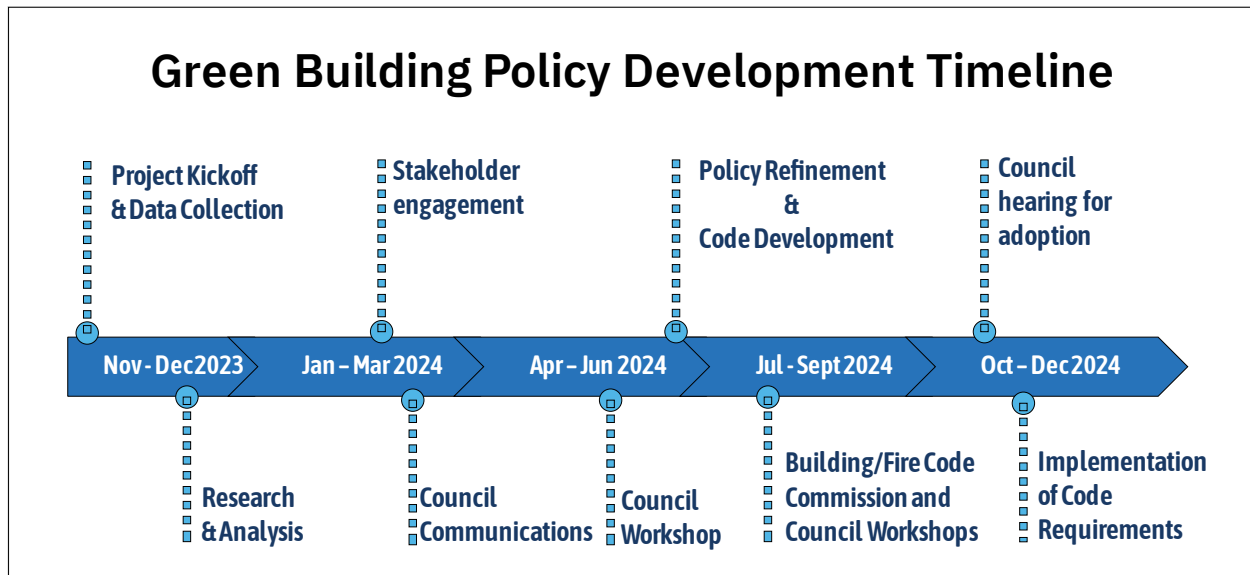 Green Building Policy Development Timeline
Project Kickoff
& Data Collection
Stakeholder
engagement
Policy Refinement
&
Code Development
Council
hearing for
adoption
Nov - Dec 2023
Jan – Mar 2024
Apr – Jun 2024
Jul - Sept 2024
Oct – Dec 2024
Research
& Analysis
Council
Communications
Council
Workshop
Building/Fire Code
Commission and
Council Workshops
Implementation
of Code
Requirements